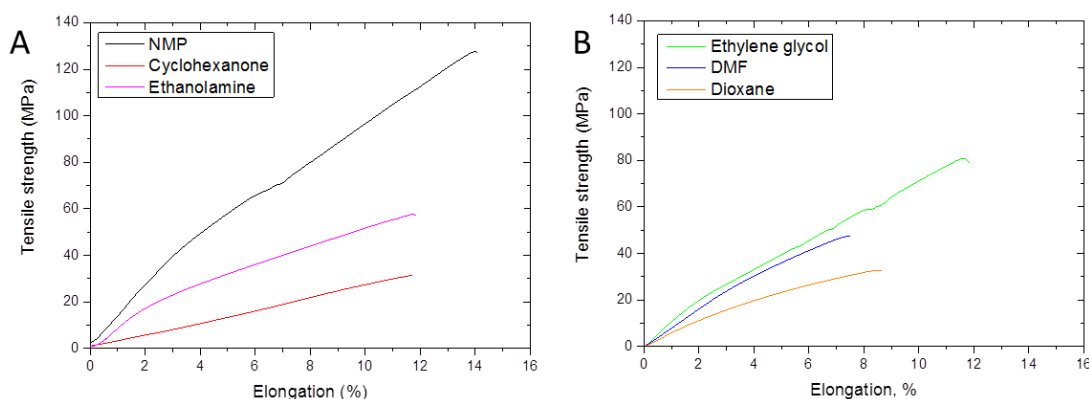 A
NMP
Cyclohexanone
Ethanolamine
Tensile strength (MPa)
140
120
100
80
60
40
20
0
0 2 4 6 8 10 12 14 16
Elongation (%)
B
Ethylene glycol
DMF
Dioxane
Tensile strength (MPa)
140
120
100
80
60
40
20
0
0 2 4 6 8 10 12 14 16
Elongation, %